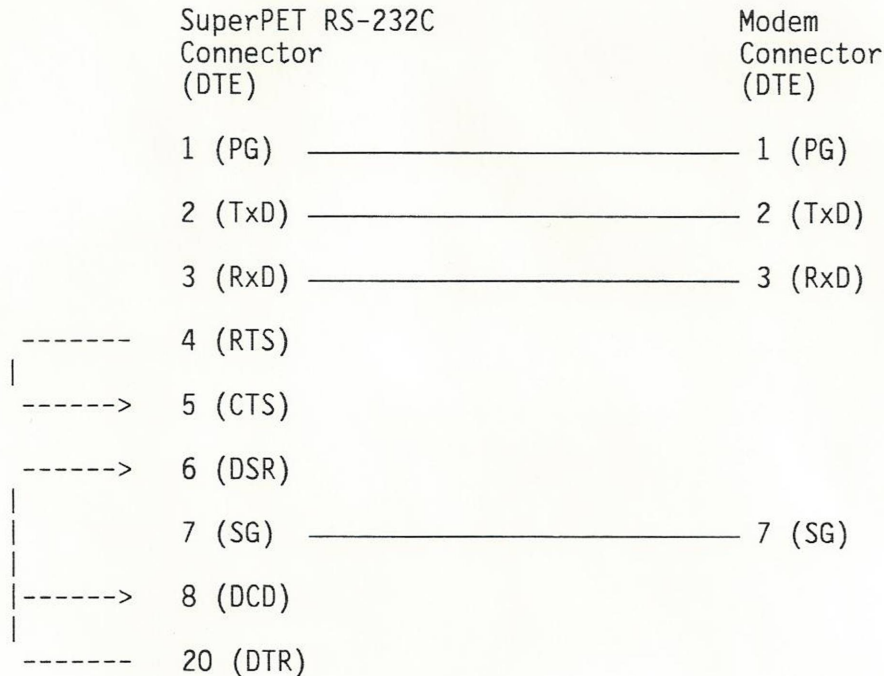 SuperPET RS-232C Modem
Connector Connector
(DTE) (DTE)
1 (PG) 1 (PG)
2 (TxD) 2 (TxD)
3 (RxD) 3 (RxD)
4 (RTS)
5 (CTS)
6 (DSR)
7 (SG) 7 (SG)
8 (DCD)
20 (DTR)